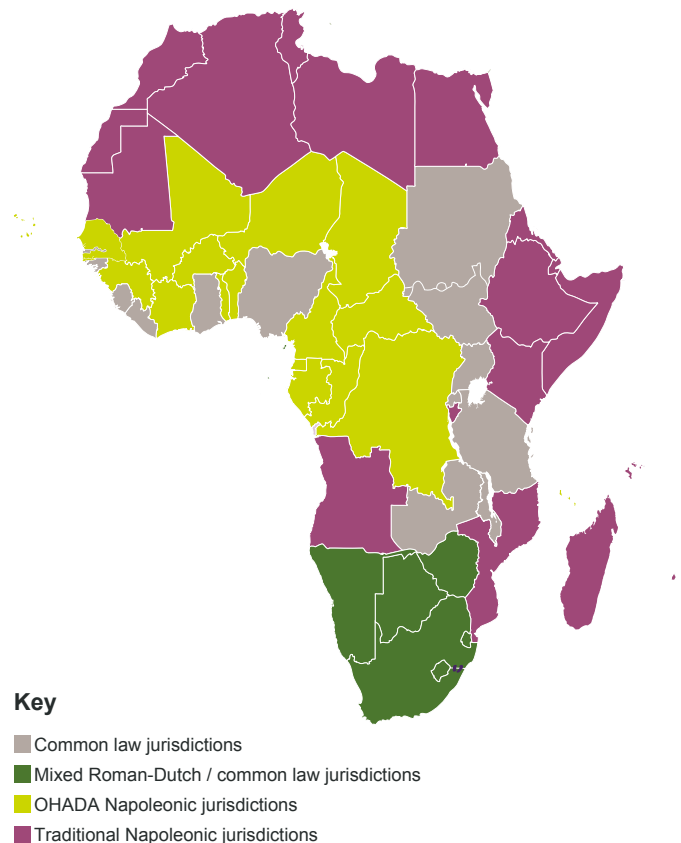 Key
Common law jurisdictions
Mixed Roman-Dutch / common law jurisdictions
OHADA Napoleonic jurisdictions
Traditional Napoleonic jurisdictions